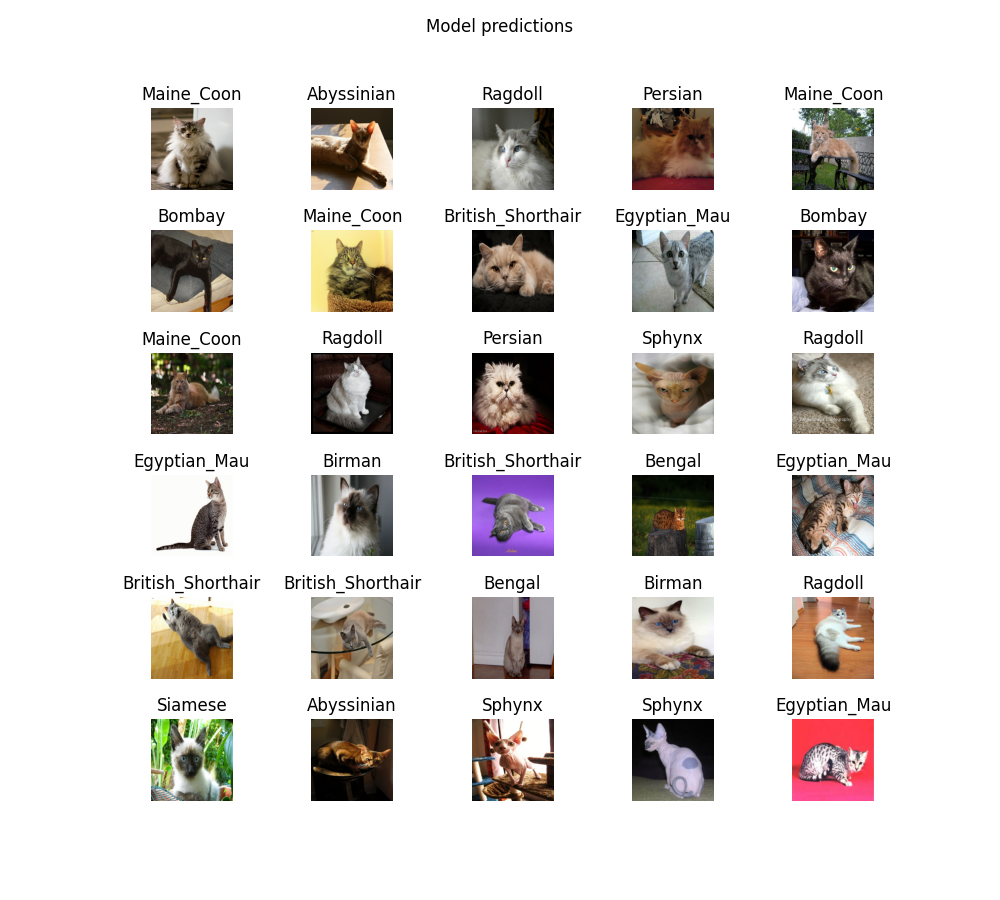 Model predictions
Maine_Coon Abyssinian Ragdoll Persian Maine_Coon
Bombay Maine_Coon British_Shorthair Egyptian_Mau Bombay
Maine_Coon Ragdoll Persian Sphynx Ragdoll
Egyptian_Mau Birman British_Shorthair Bengal Egyptian_Mau
British_Shorthair British_Shorthair Bengal Birman Ragdoll
Siamese Abyssinian Sphynx Sphynx Egyptian_Mau